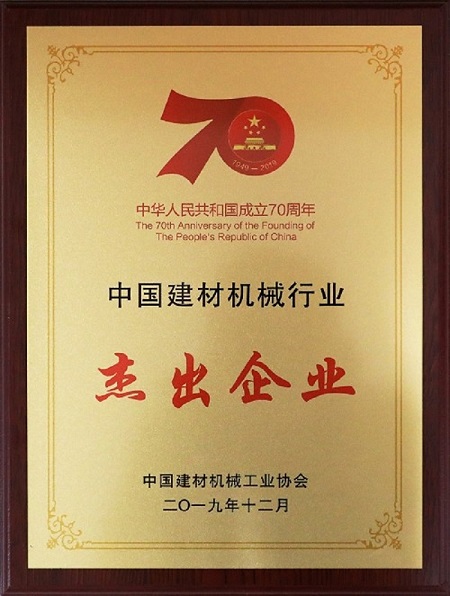 70
1949-2019
中华人民共和国成立70周年
The 70th Anniversary of the Founding of
The People's Republic of China
中国建材机械行业
杰出企业
中国建材机械工业协会
二〇一九年十二月